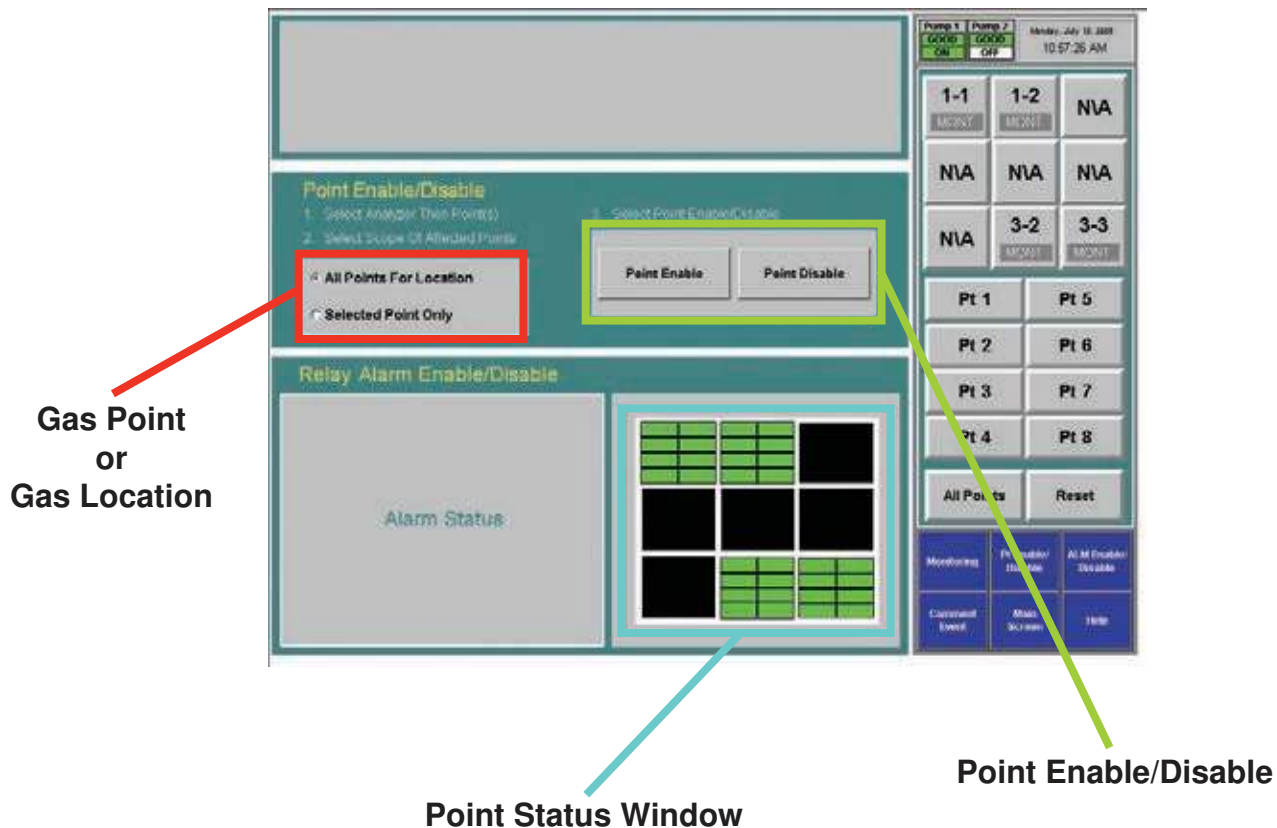 Pump 1 Pump 2
GOOD GOOD
ON OFF
10:57:26 AM
1-1 1-2 N\A
MONT MONT
N\A N\A N\A
N\A 3-2 3-3
MONT MONT
Point Enable/Disable
1. Select Analyzer Then Point(s)
2. Select Scope Of Affected Points
3. Select Point Enable/Disable
All Points For Location
Selected Point Only
Point Enable Point Disable
Pt 1 Pt 5
Pt 2 Pt 6
Pt 3 Pt 7
Pt 4 Pt 8
All Points Reset
Relay Alarm Enable/Disable
Alarm Status
Monitoring Pt Enable/ ALM Enable/
Disable Disable
Comment Main Help
Event Screen
Gas Point
or
Gas Location
Point Enable/Disable
Point Status Window